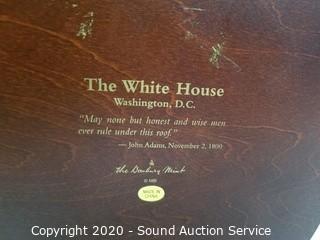 The White House
Washington, D.C.
"May none but honest and wise men
ever rule under this roof."
— John Adams, November 2, 1800
the Danbury Mint
MADE IN
CHINA
Copyright 2020 - Sound Auction Service